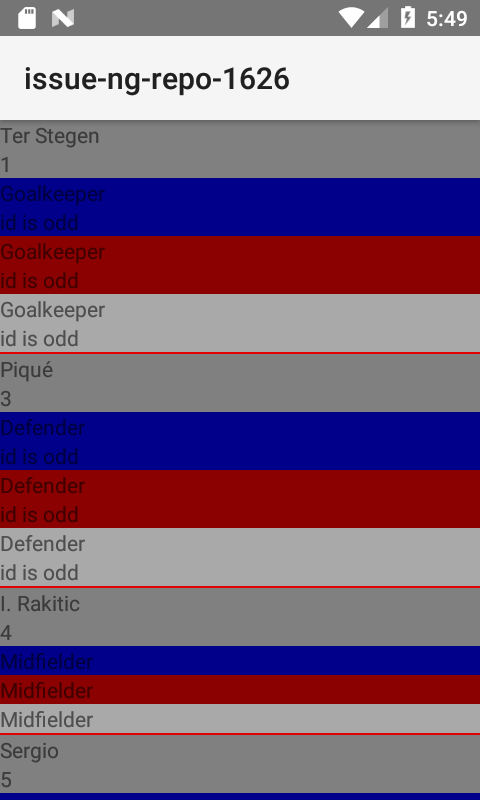 5:49
issue-ng-repo-1626
Ter Stegen
1
Goalkeeper
id is odd
Goalkeeper
id is odd
Goalkeeper
id is odd
Piqué
3
Defender
id is odd
Defender
id is odd
Defender
id is odd
I. Rakitic
4
Midfielder
Midfielder
Midfielder
Sergio
5